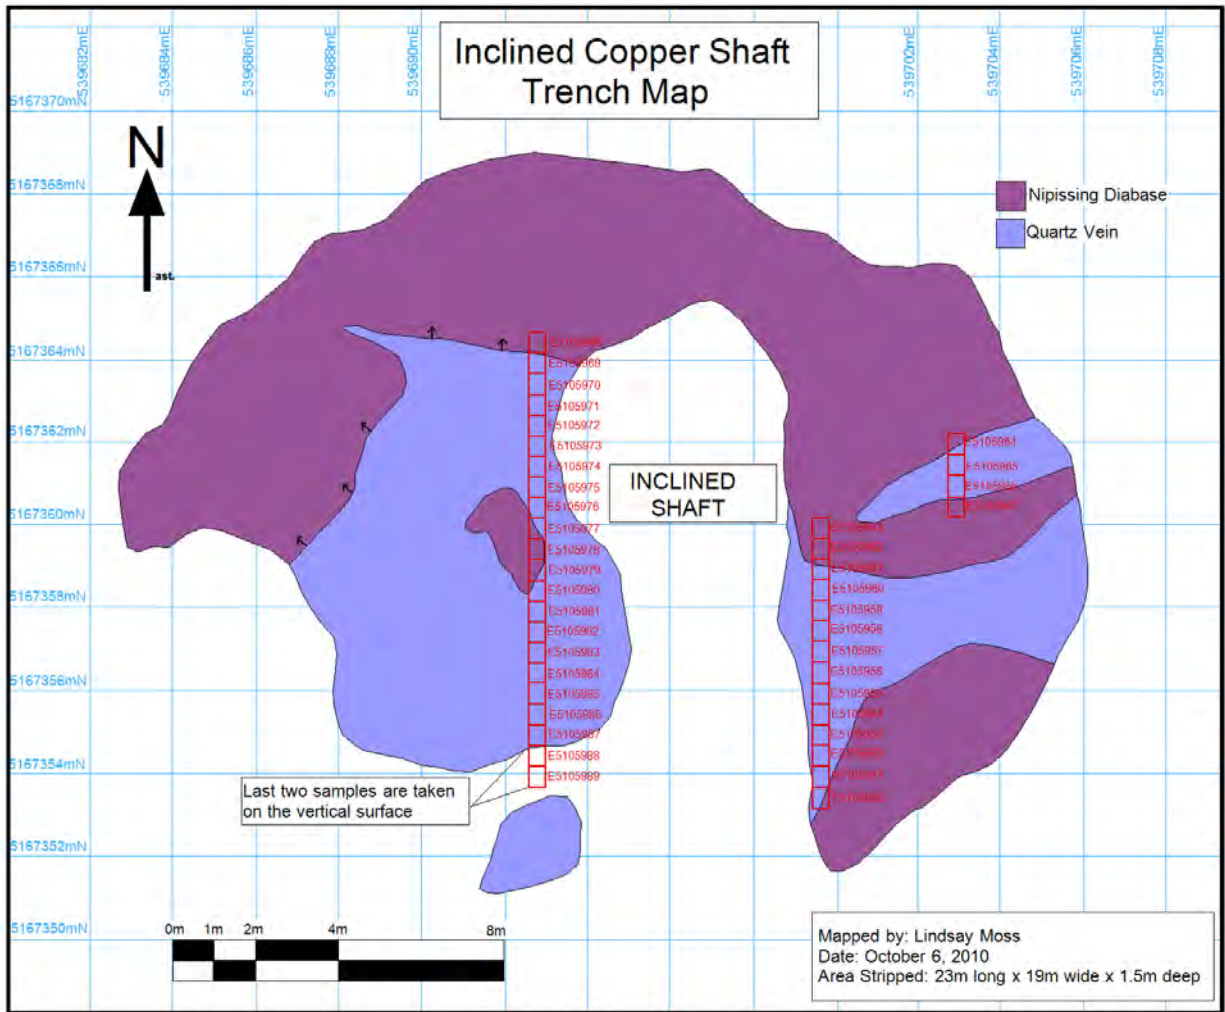 Inclined Copper Shaft
Trench Map
539682mE
539684mE
539686mE
539688mE
539690mE
539702mE
539704mE
539706mE
539708mE
5167370mN
5167368mN
5167366mN
5167364mN
5167362mN
5167360mN
5167358mN
5167356mN
5167354mN
5167352mN
5167350mN
N
ast.
Nipissing Diabase
Quartz Vein
E5105969
E5105970
E5105971
E5105972
E5105973
E5105974
E5105975
E5105976
E5105977
E5105978
E5105979
E5105980
E5105981
E5105982
E5105983
E5105984
E5105985
E5105986
E5105987
E5105988
E5105989
INCLINED
SHAFT
E5105964
E5105965
E5105960
E5105959
E5105958
E5105957
E5105956
Last two samples are taken
on the vertical surface
0m
1m
2m
4m
8m
Mapped by: Lindsay Moss
Date: October 6, 2010
Area Stripped: 23m long x 19m wide x 1.5m deep